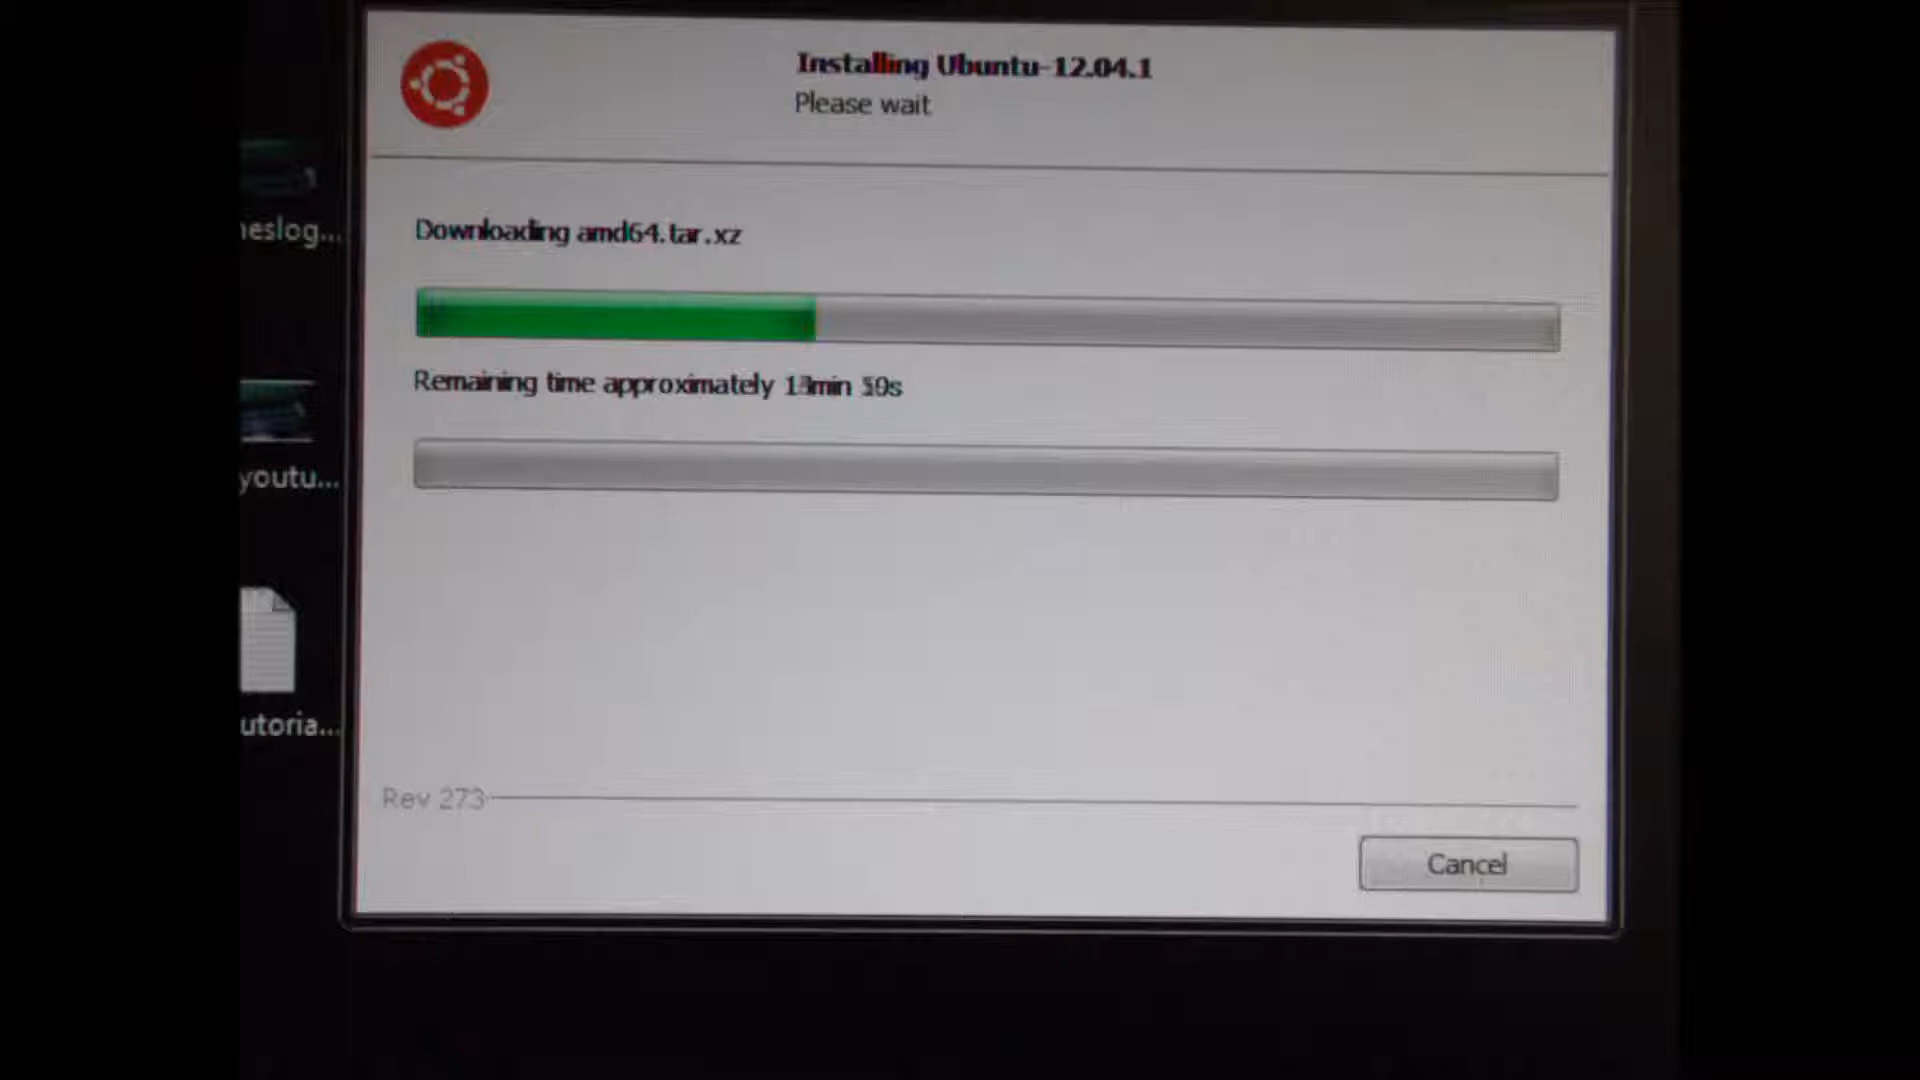 Installing Ubuntu-12.04.1
Please wait
heslog...
Downloading amd64.tar.xz
Remaining time approximately
youtu...
utoria...
Rev 273
Cancel